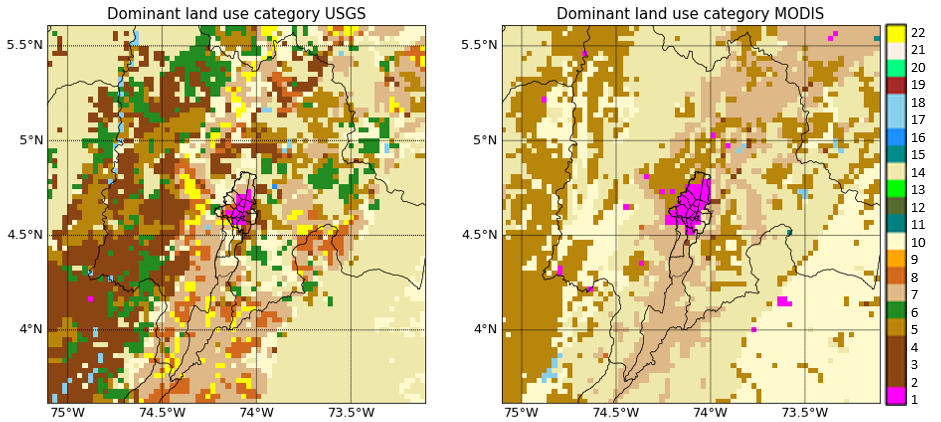 Dominant land use category USGS
Dominant land use category MODIS
5.5°N
5°N
4.5°N
4°N
75°W
74.5°W
74°W
73.5°W
5.5°N
5°N
4.5°N
4°N
75°W
74.5°W
74°W
73.5°W
22
21
20
19
18
17
16
15
14
13
12
11
10
9
8
7
6
5
4
3
2
1